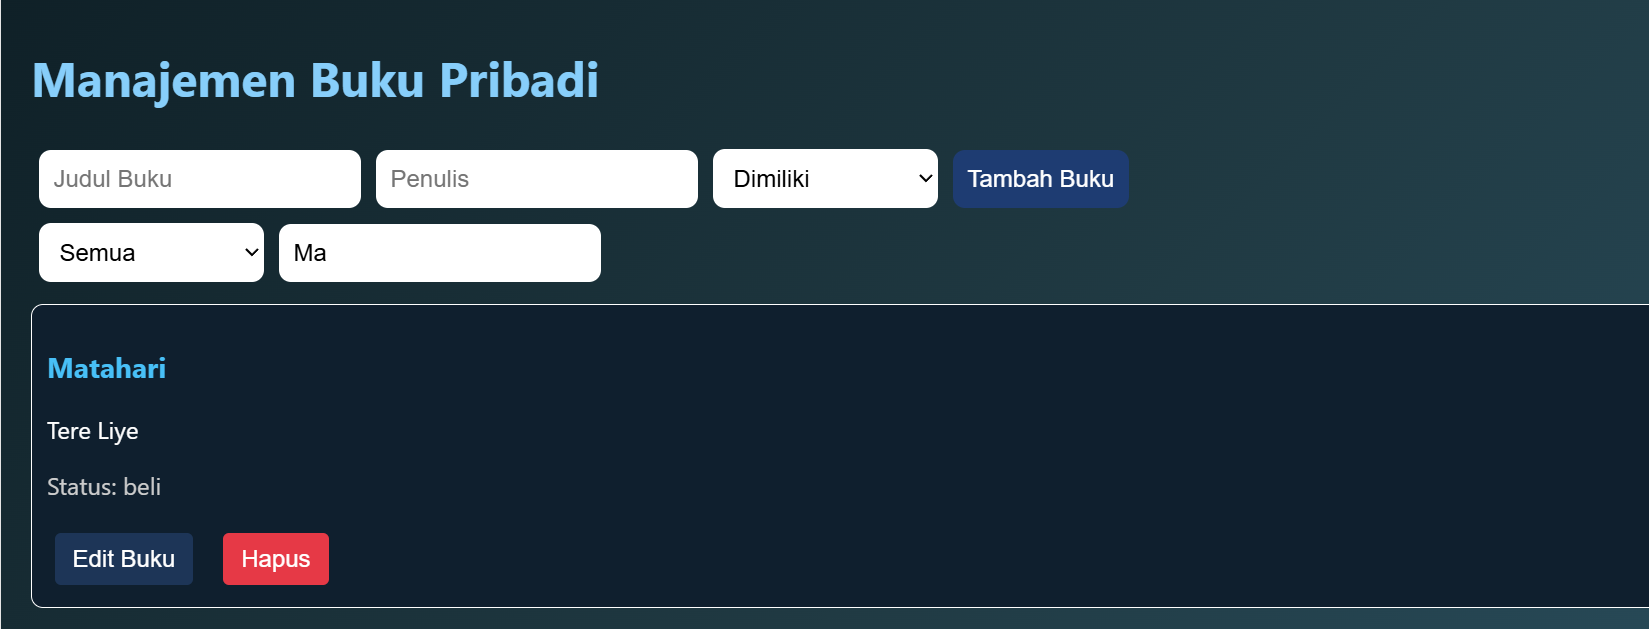 Manajemen Buku Pribadi
Judul Buku Penulis Dimiliki Tambah Buku
Semua Ma
Matahari
Tere Liye
Status: beli
Edit Buku Hapus